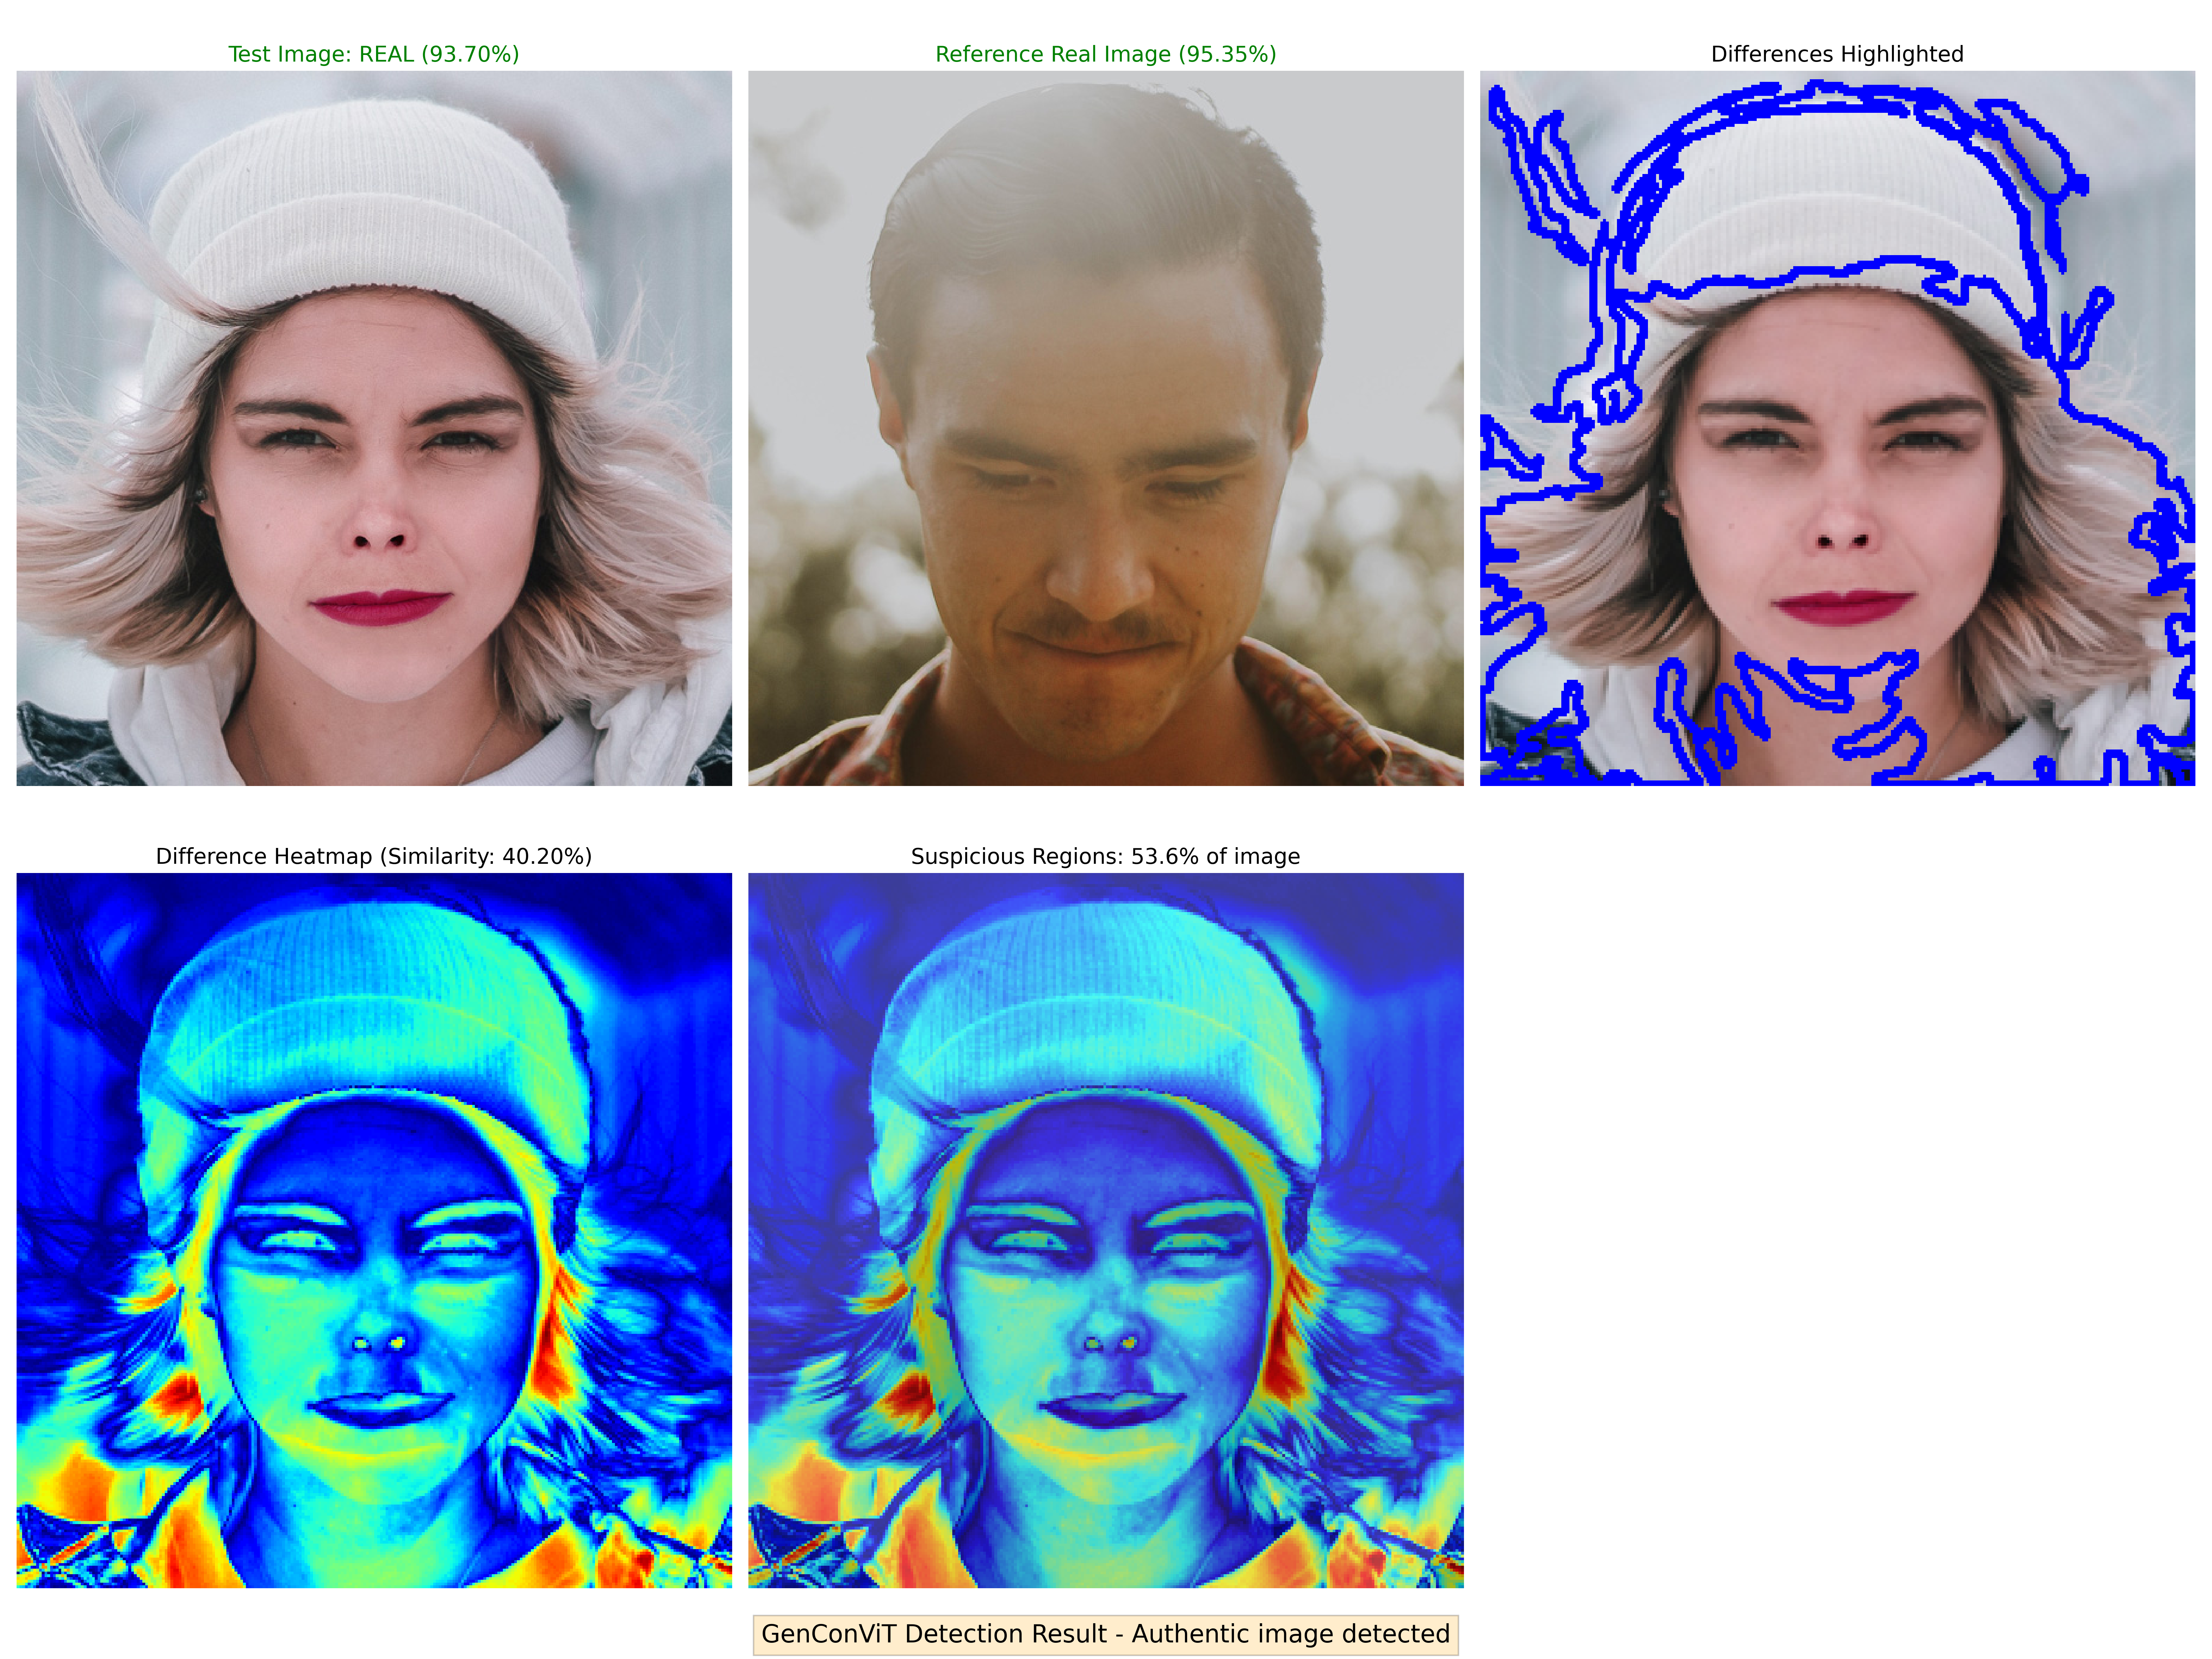 Test Image: REAL (93.70%)
Reference Real Image (95.35%)
Differences Highlighted
Difference Heatmap (Similarity: 40.20%)
Suspicious Regions: 53.6% of image
GenConViT Detection Result - Authentic image detected